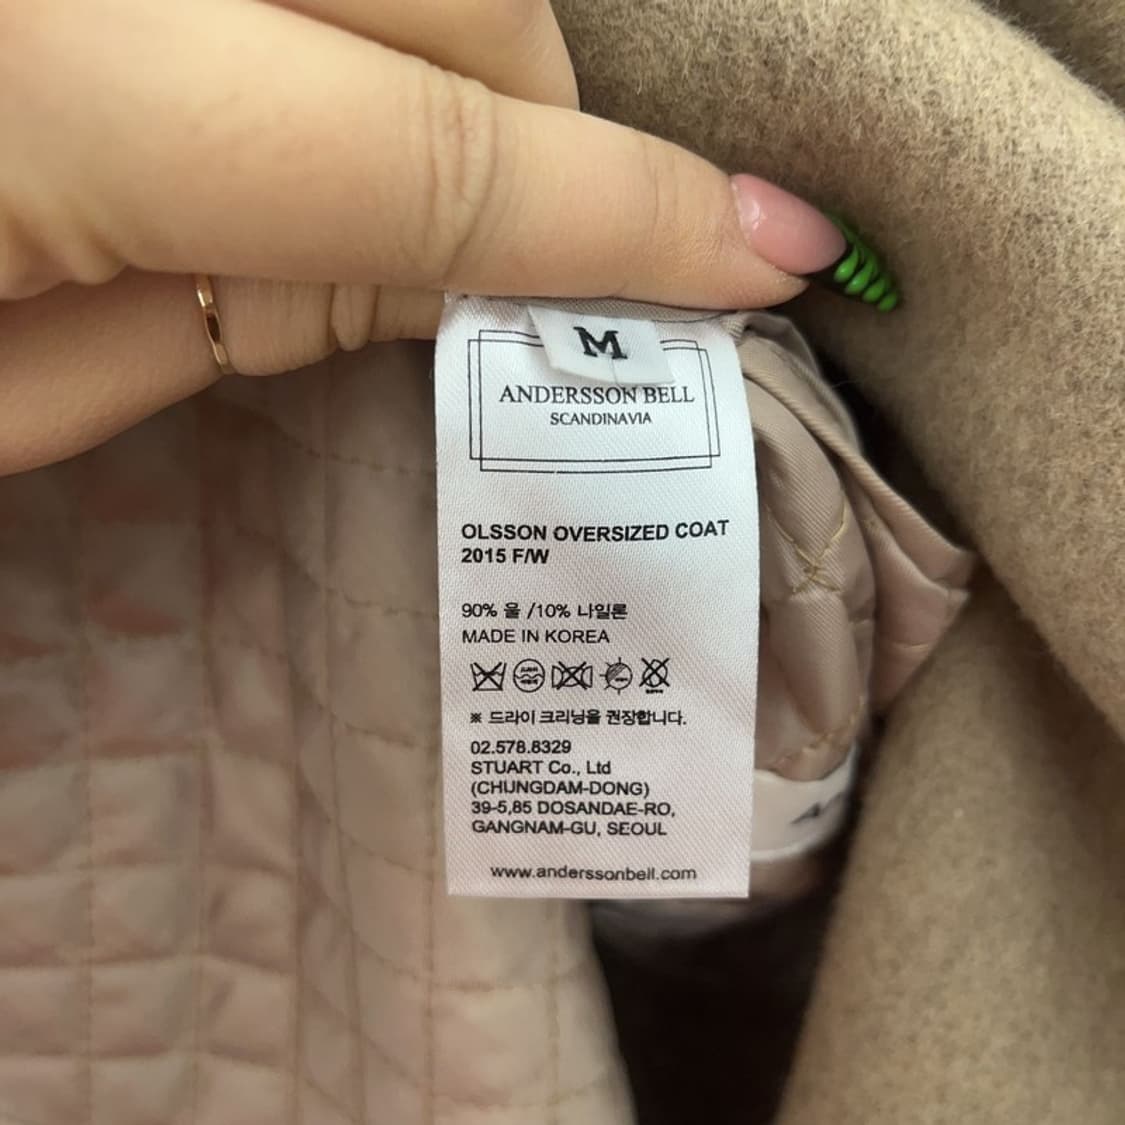 M
ANDERSSON BELL
SCANDINAVIA
OLSSON OVERSIZED COAT
2015 F/W
90% 울 /10% 나일론
MADE IN KOREA
※ 드라이 크리닝을 권장합니다.
02.578.8329
STUART Co., Ltd
(CHUNGDAM-DONG)
39-5,85 DOSANDAE-RO,
GANGNAM-GU, SEOUL
www.anderssonbell.com